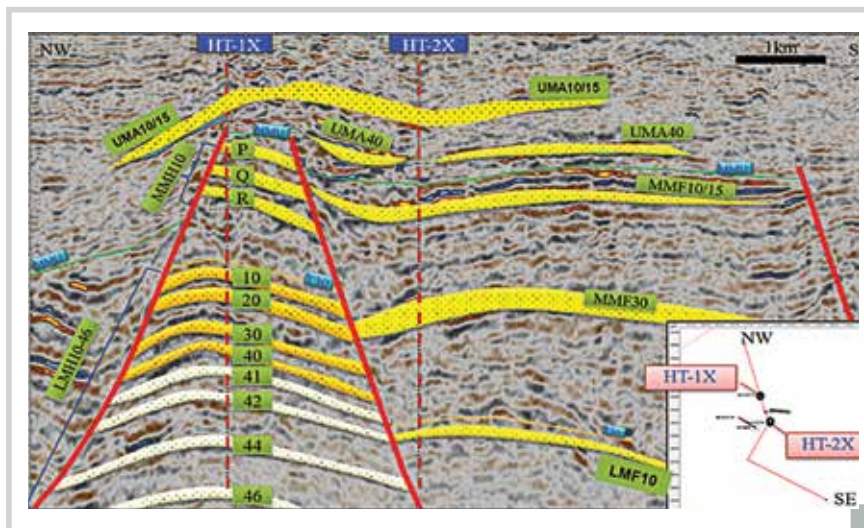 NW
HT-1X
HT-2X
1km
S
UMA10/15
UMA10/15
UMA40
UMA40
P
MMH10
Q
MMF10/15
R
10
20
MMF30
30
LMH10-46
40
41
42
44
46
LMF10
NW
HT-1X
HT-2X
SE